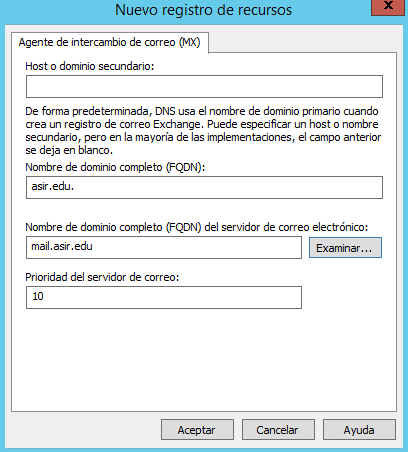 Nuevo registro de recursos
x
Agente de intercambio de correo (MX)
Host o dominio secundario:
De forma predeterminada, DNS usa el nombre de dominio primario cuando
crea un registro de correo Exchange. Puede especificar un host o nombre
secundario, pero en la mayoría de las implementaciones, el campo anterior
se deja en blanco.
Nombre de dominio completo (FQDN):
asir.edu.
Nombre de dominio completo (FQDN) del servidor de correo electrónico:
mail.asir.edu
Examinar...
Prioridad del servidor de correo:
10
Aceptar
Cancelar
Ayuda